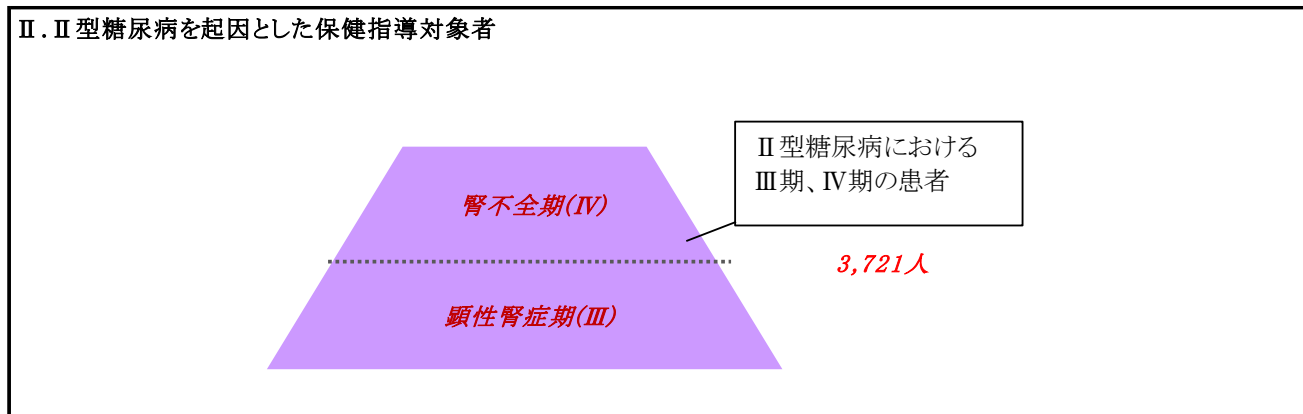 Ⅱ.Ⅱ型糖尿病を起因とした保健指導対象者
Ⅱ型糖尿病における
Ⅲ期、Ⅳ期の患者
腎不全期(Ⅳ)
3,721人
顕性腎症期(Ⅲ)